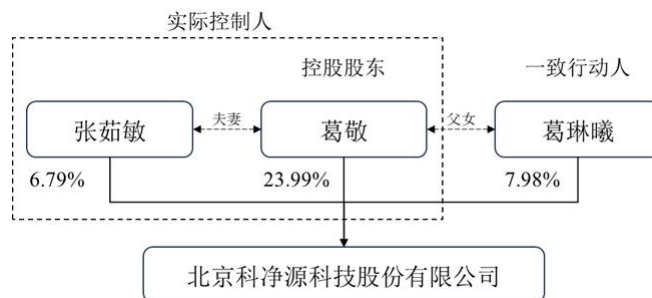 实际控制人
控股股东
一致行动人
张茹敏
夫妻
葛敬
父女
葛琳曦
6.79%
23.99%
7.98%
北京科净源科技股份有限公司